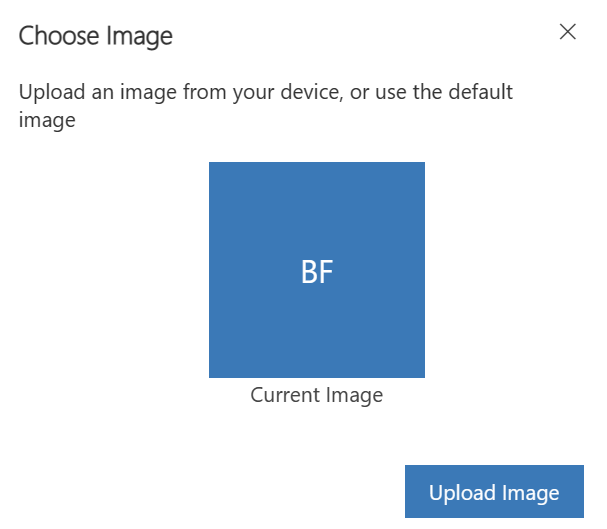 Choose Image
Upload an image from your device, or use the default
image
BF
Current Image
Upload Image